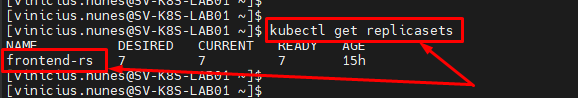 [vinicius.nunes@SV-K8S-LAB01 ~]$
[vinicius.nunes@SV-K8S-LAB01 ~]$ kubectl get replicasets
NAME DESIRED CURRENT READY AGE
frontend-rs 7 7 7 15h
[vinicius.nunes@SV-K8S-LAB01 ~]$
[vinicius.nunes@SV-K8S-LAB01 ~]$